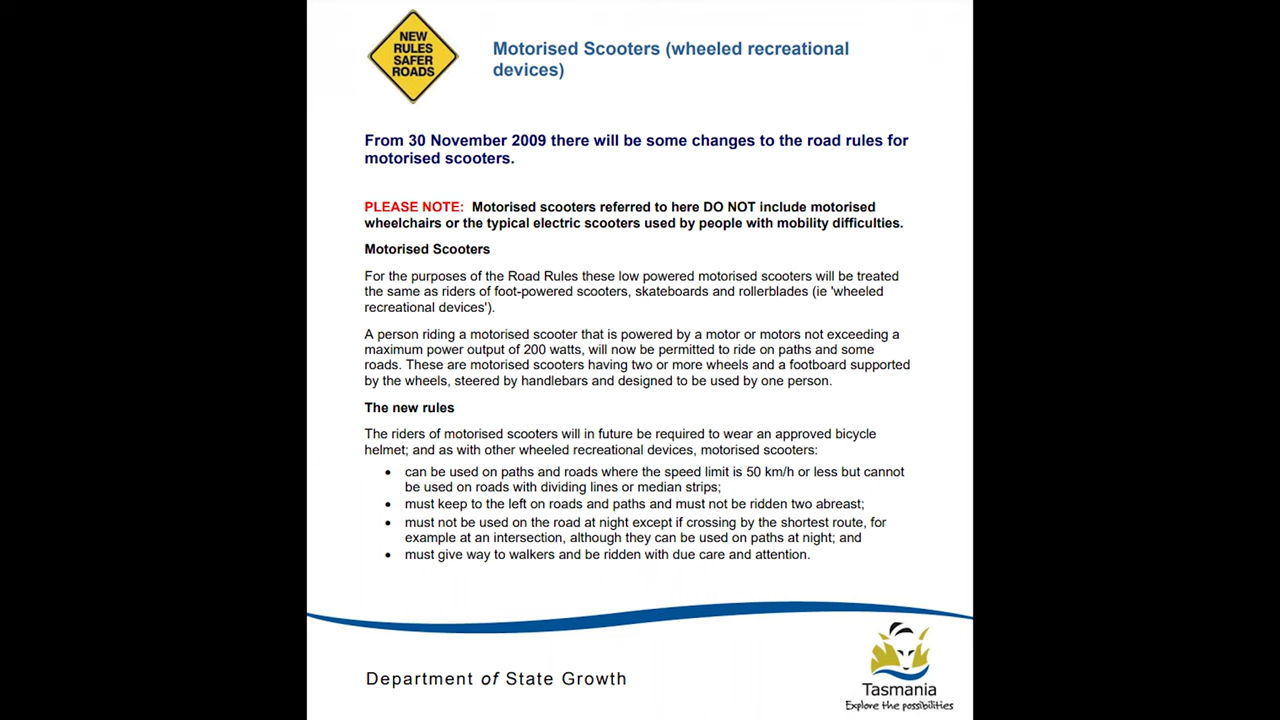 NEW
RULES
SAFER
ROADS
Motorised Scooters (wheeled recreational
devices)
From 30 November 2009 there will be some changes to the road rules for
motorised scooters.
PLEASE NOTE: Motorised scooters referred to here DO NOT include motorised
wheelchairs or the typical electric scooters used by people with mobility difficulties.
Motorised Scooters
For the purposes of the Road Rules these low powered motorised scooters will be treated
the same as riders of foot-powered scooters, skateboards and rollerblades (ie 'wheeled
recreational devices').
A person riding a motorised scooter that is powered by a motor or motors not exceeding a
maximum power output of 200 watts, will now be permitted to ride on paths and some
roads. These are motorised scooters having two or more wheels and a footboard supported
by the wheels, steered by handlebars and designed to be used by one person.
The new rules
The riders of motorised scooters will in future be required to wear an approved bicycle
helmet; and as with other wheeled recreational devices, motorised scooters:
• can be used on paths and roads where the speed limit is 50 km/h or less but cannot
be used on roads with dividing lines or median strips;
• must keep to the left on roads and paths and must not be ridden two abreast;
• must not be used on the road at night except if crossing by the shortest route, for
example at an intersection, although they can be used on paths at night; and
• must give way to walkers and be ridden with due care and attention.
Department of State Growth
Tasmania
Explore the possibilities